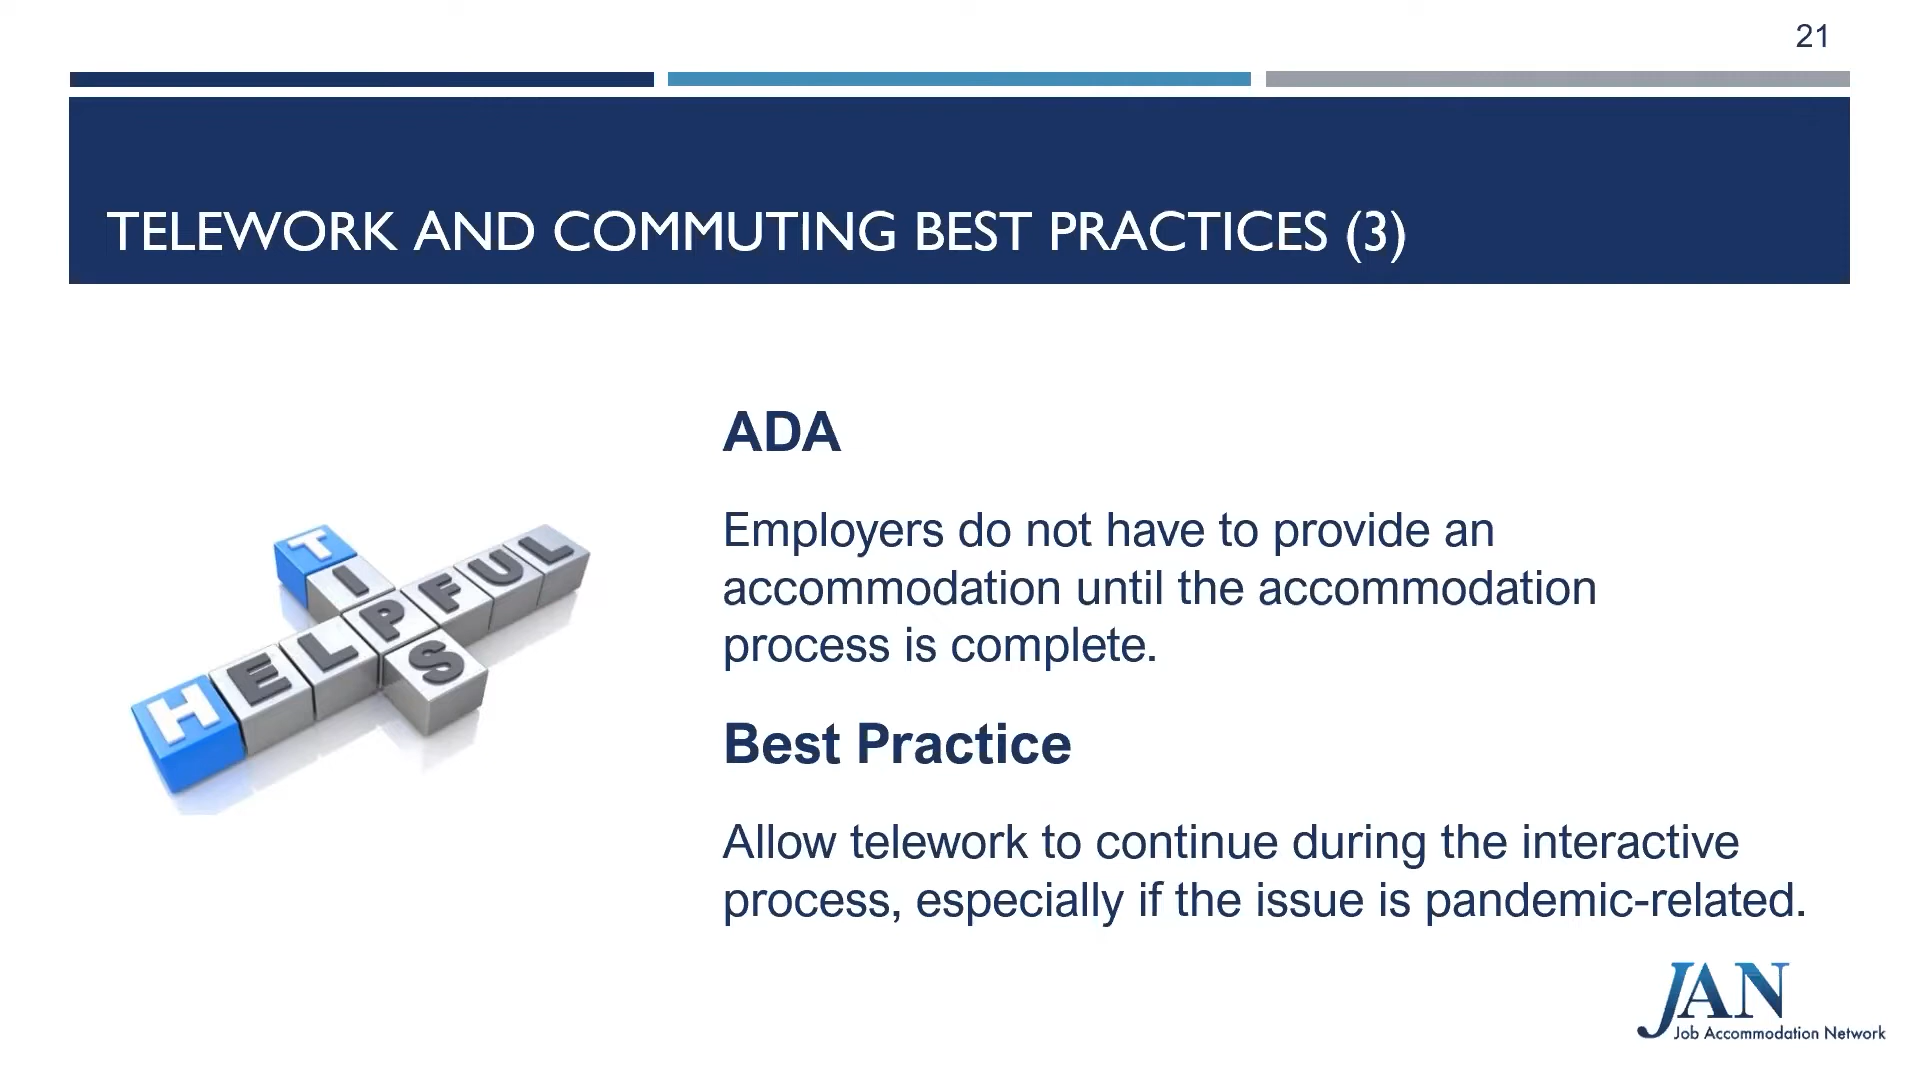 21
TELEWORK AND COMMUTING BEST PRACTICES (3)
TIPS
HELPFUL
ADA
Employers do not have to provide an
accommodation until the accommodation
process is complete.
Best Practice
Allow telework to continue during the interactive
process, especially if the issue is pandemic-related.
JAN
Job Accommodation Network